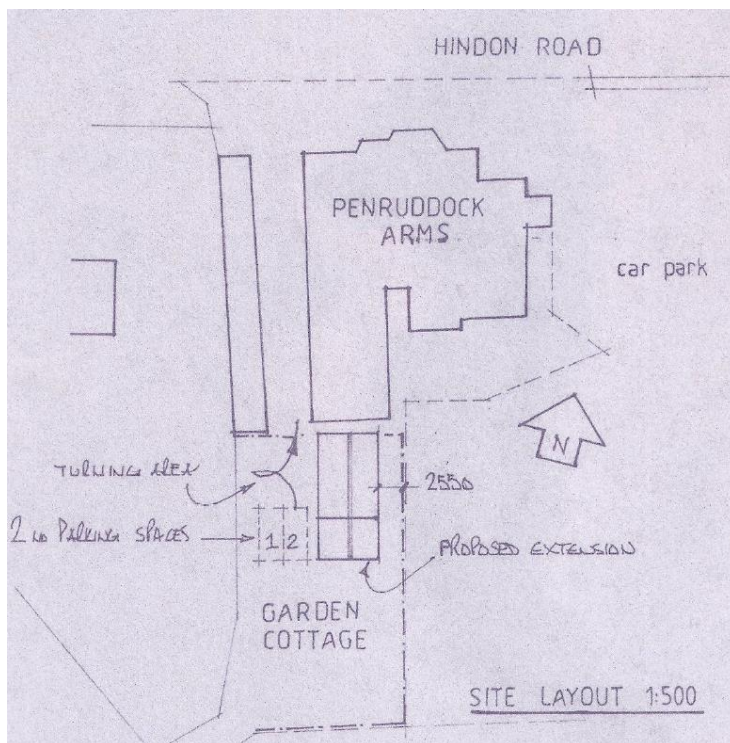 HINDON ROAD
PENRUDDOCK
ARMS
car park
N
TURNING AREA
2550
2 NO PARKING SPACES
1 2
PROPOSED EXTENSION
GARDEN
COTTAGE
SITE LAYOUT 1:500